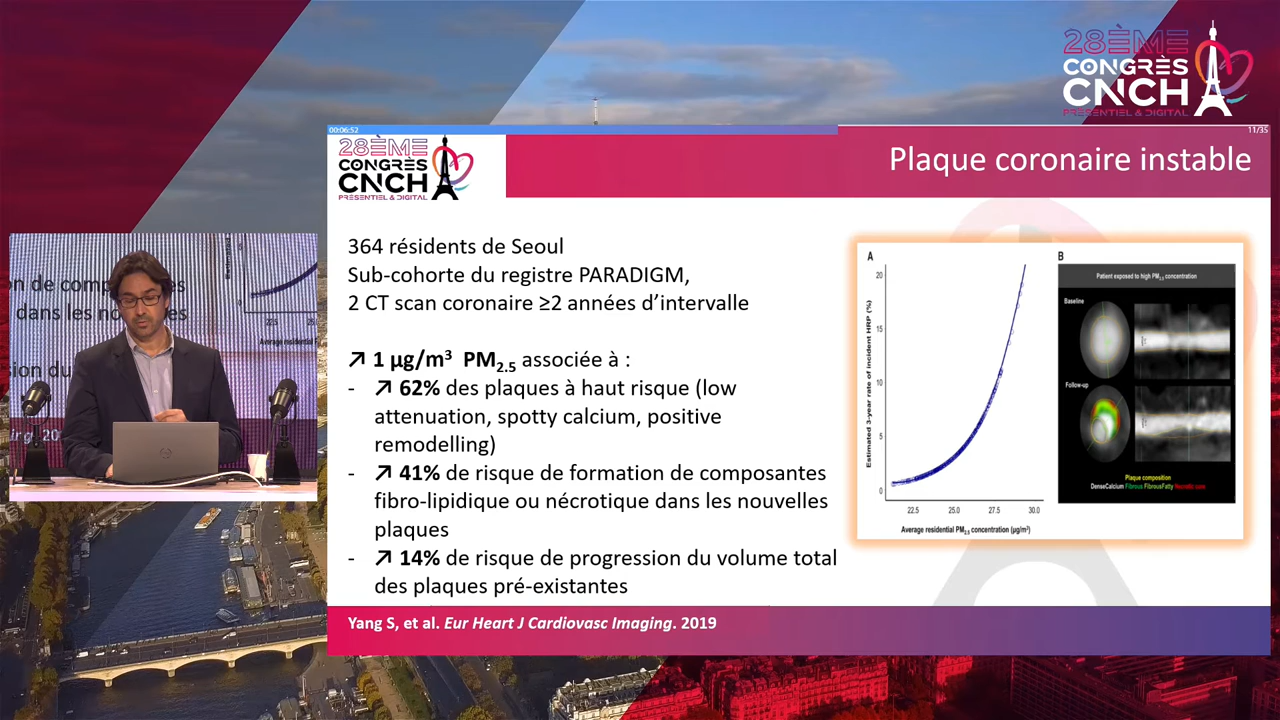 28ÈME
CONGRÈS
CNCH
PRÉSENTIEL & DIGITAL
00:06:52
11/35
28ÈME
CONGRÈS
CNCH
PRÉSENTIEL & DIGITAL
Plaque coronaire instable
364 résidents de Seoul
Sub-cohorte du registre PARADIGM,
2 CT scan coronaire ≥2 années d’intervalle
↗ 1 µg/m³ PM2.5 associée à :
- ↗ 62% des plaques à haut risque (low
attenuation, spotty calcium, positive
remodelling)
- ↗ 41% de risque de formation de composantes
fibro-lipidique ou nécrotique dans les nouvelles
plaques
- ↗ 14% de risque de progression du volume total
des plaques pré-existantes
A
Estimated 3-year rate of incident HRP (%)
20
15
10
5
0
22.5 25.0 27.5 30.0
Average residential PM2.5 concentration (µg/m³)
B
Patient exposed to high PM2.5 concentration
Baseline
Follow-up
Plaque composition
DenseCalcium Fibrous FibrousFatty Necrotic core
Yang S, et al. Eur Heart J Cardiovasc Imaging. 2019
dans les
22.5
Average residential